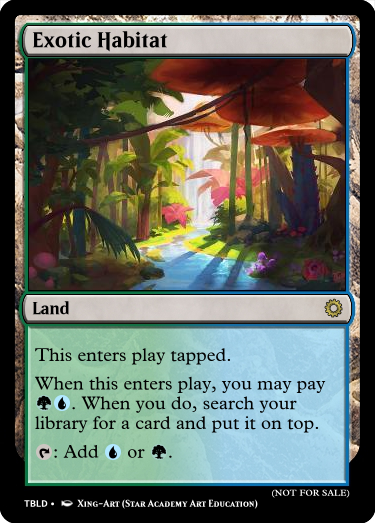 Exotic Habitat
Land
This enters play tapped.
When this enters play, you may pay
. When you do, search your
library for a card and put it on top.
: Add or .
(NOT FOR SALE)
TBLD • Xing-Art (Star Academy Art Education)